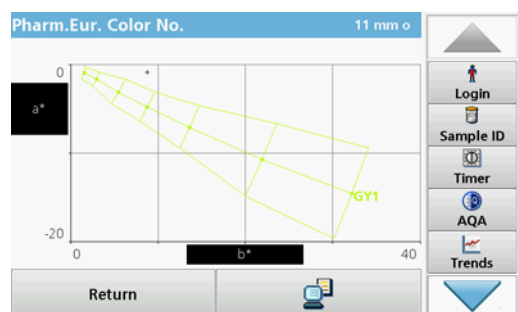 Pharm.Eur. Color No.
11 mm o
0
a*
-20
GY1
0
b*
40
Return
Login
Sample ID
Timer
AQA
Trends